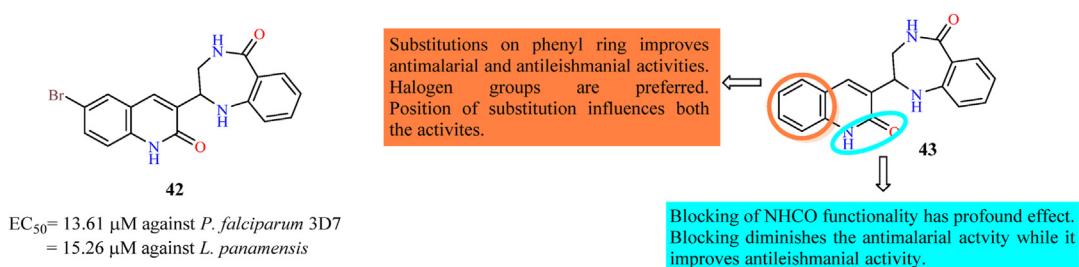 H
N
O
Br
N
H
N
H
O
42
EC50= 13.61 μM against P. falciparum 3D7
= 15.26 μM against L. panamensis
Substitutions on phenyl ring improves
antimalarial and antileishmanial activities.
Halogen groups are preferred.
Position of substitution influences both
the activites.
H
N
O
N
H
N
H
O
43
Blocking of NHCO functionality has profound effect.
Blocking diminishes the antimalarial actvity while it
improves antileishmanial activity.